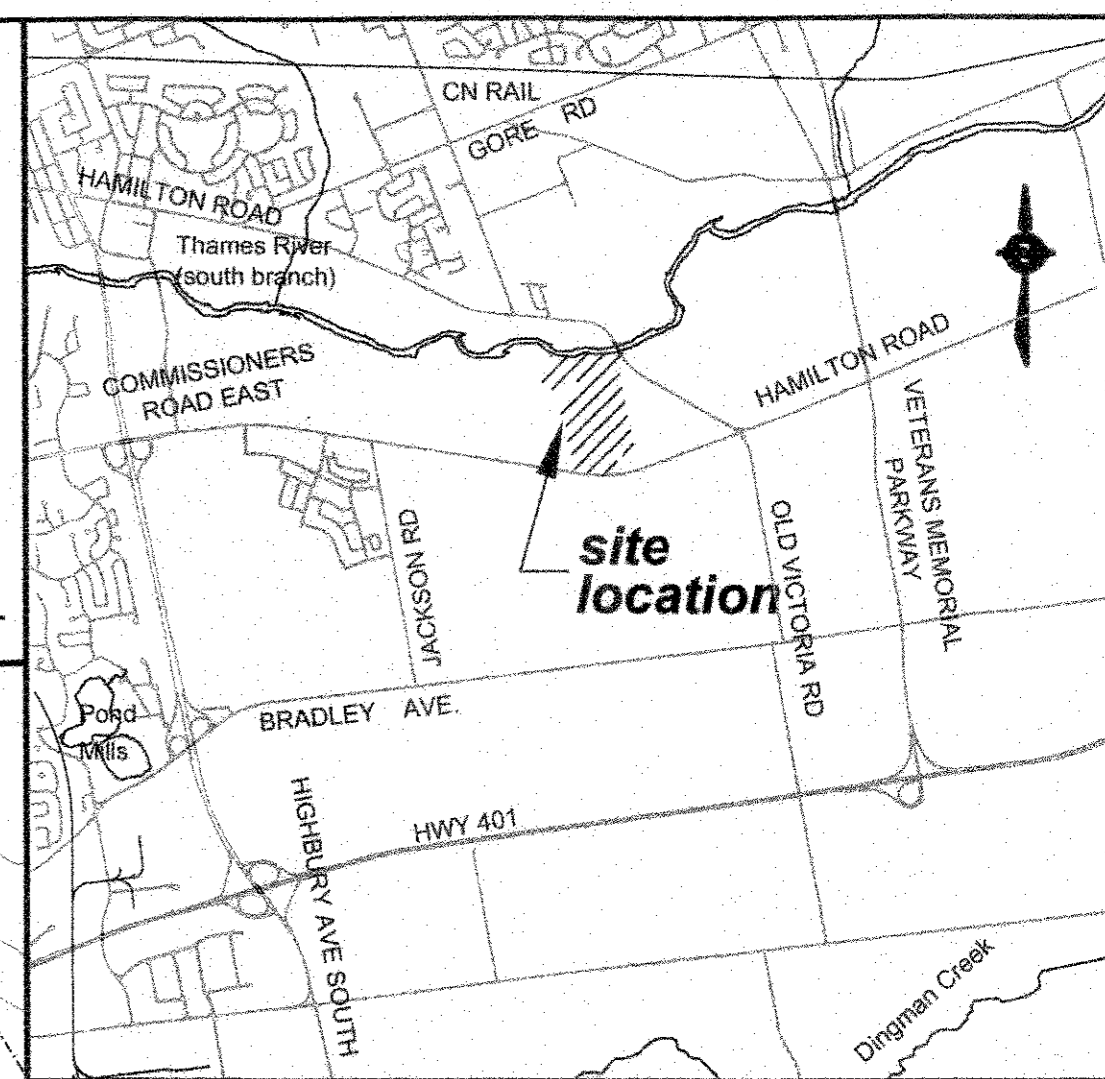 CN RAIL
GORE RD
HAMILTON ROAD
Thames River
(south branch)
COMMISSIONERS
ROAD EAST
HAMILTON ROAD
VETERANS MEMORIAL
PARKWAY
site
location
OLD VICTORIA RD
JACKSON RD
BRADLEY AVE.
Pond
Mills
HWY 401
HIGHBURY AVE SOUTH
Dingman Creek